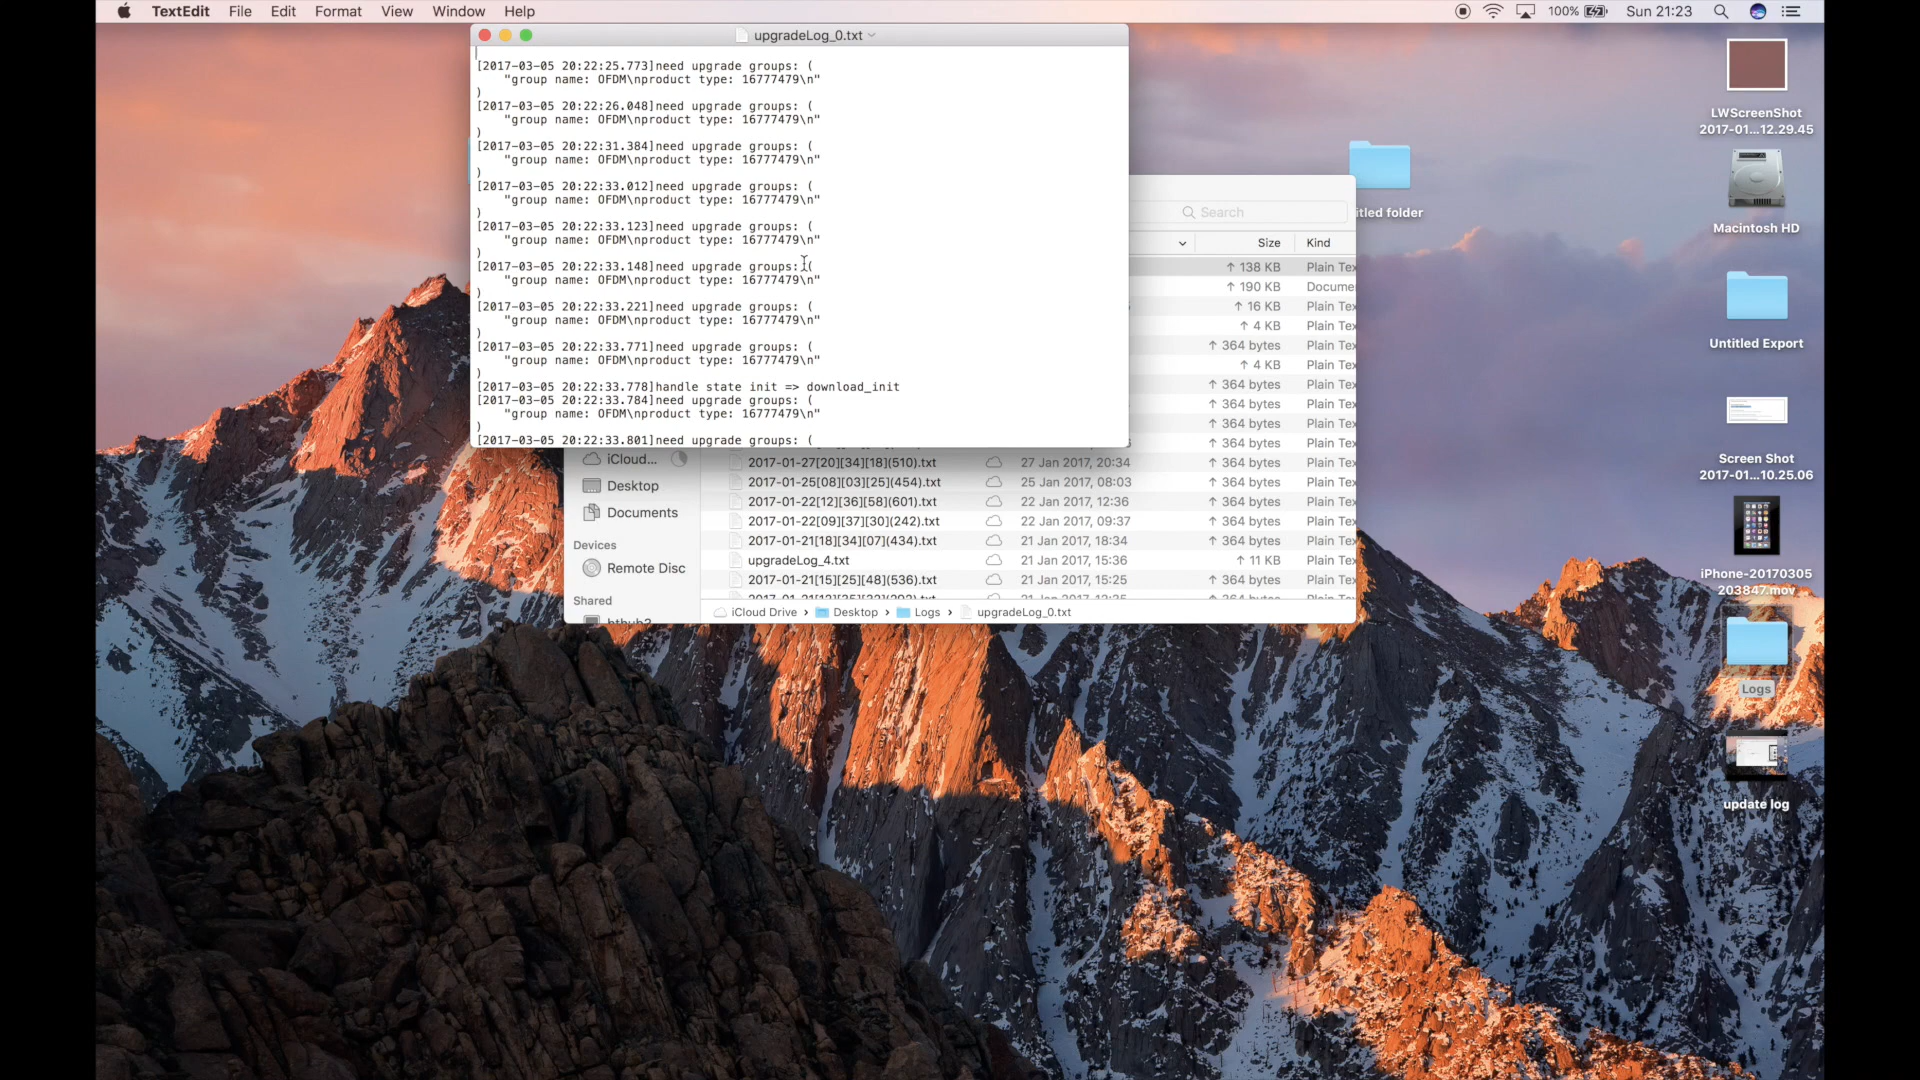 TextEdit File Edit Format View Window Help
100% Sun 21:23
upgradeLog_0.txt
[2017-03-05 20:22:25.773]need upgrade groups: (
"group name: OFDM\nproduct type: 16777479\n"
)
[2017-03-05 20:22:26.048]need upgrade groups: (
"group name: OFDM\nproduct type: 16777479\n"
)
[2017-03-05 20:22:31.384]need upgrade groups: (
"group name: OFDM\nproduct type: 16777479\n"
)
[2017-03-05 20:22:33.012]need upgrade groups: (
"group name: OFDM\nproduct type: 16777479\n"
)
[2017-03-05 20:22:33.123]need upgrade groups: (
"group name: OFDM\nproduct type: 16777479\n"
)
[2017-03-05 20:22:33.148]need upgrade groups: (
"group name: OFDM\nproduct type: 16777479\n"
)
[2017-03-05 20:22:33.221]need upgrade groups: (
"group name: OFDM\nproduct type: 16777479\n"
)
[2017-03-05 20:22:33.771]need upgrade groups: (
"group name: OFDM\nproduct type: 16777479\n"
)
[2017-03-05 20:22:33.778]handle state init => download_init
[2017-03-05 20:22:33.784]need upgrade groups: (
"group name: OFDM\nproduct type: 16777479\n"
)
[2017-03-05 20:22:33.801]need upgrade groups: (
Search
Size Kind
138 KB Plain Tex
190 KB Docume
16 KB Plain Tex
4 KB Plain Tex
364 bytes Plain Tex
4 KB Plain Tex
364 bytes Plain Tex
364 bytes Plain Tex
364 bytes Plain Tex
364 bytes Plain Tex
2017-01-27[20][34][18](510).txt 27 Jan 2017, 20:34 364 bytes Plain Tex
2017-01-25[08][03][25](454).txt 25 Jan 2017, 08:03 364 bytes Plain Tex
2017-01-22[12][36][58](601).txt 22 Jan 2017, 12:36 364 bytes Plain Tex
2017-01-22[09][37][30](242).txt 22 Jan 2017, 09:37 364 bytes Plain Tex
2017-01-21[18][34][07](434).txt 21 Jan 2017, 18:34 364 bytes Plain Tex
upgradeLog_4.txt 21 Jan 2017, 15:36 11 KB Plain Tex
2017-01-21[15][25][48](536).txt 21 Jan 2017, 15:25 364 bytes Plain Tex
iCloud...
Desktop
Documents
Devices
Remote Disc
Shared
iCloud Drive › Desktop › Logs › upgradeLog_0.txt
itled folder
LWScreenShot
2017-01...12.29.45
Macintosh HD
Untitled Export
Screen Shot
2017-01...10.25.06
iPhone-20170305
203847.mov
Logs
update log